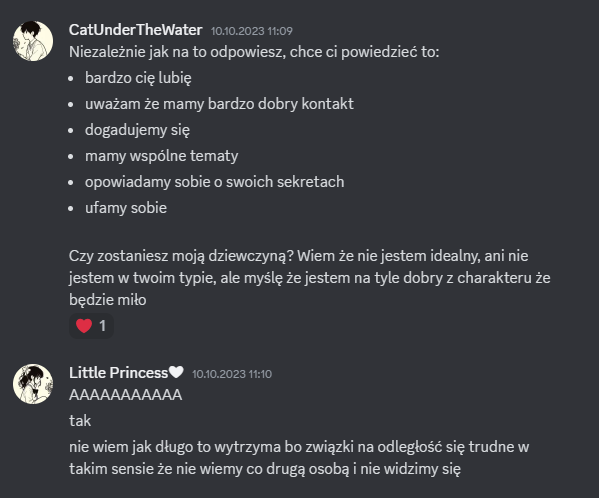 CatUnderTheWater 10.10.2023 11:09
Niezależnie jak na to odpowiesz, chce ci powiedzieć to:
• bardzo cię lubię
• uważam że mamy bardzo dobry kontakt
• dogadujemy się
• mamy wspólne tematy
• opowiadamy sobie o swoich sekretach
• ufamy sobie
Czy zostaniesz moją dziewczyną? Wiem że nie jestem idealny, ani nie
jestem w twoim typie, ale myślę że jestem na tyle dobry z charakteru że
będzie miło
❤️ 1
Little Princess🤍 10.10.2023 11:10
AAAAAAAAAAA
tak
nie wiem jak długo to wytrzyma bo związki na odległość się trudne w
takim sensie że nie wiemy co drugą osobą i nie widzimy się